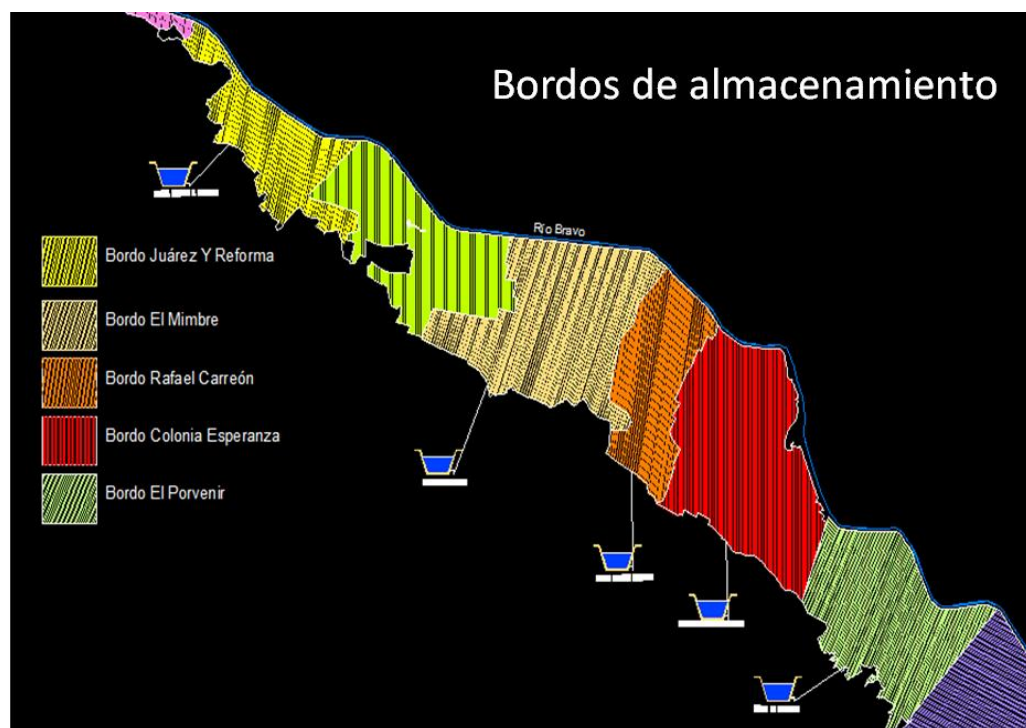 Bordos de almacenamiento
Río Bravo
Bordo Juárez Y Reforma
Bordo El Mimbre
Bordo Rafael Carreón
Bordo Colonia Esperanza
Bordo El Porvenir